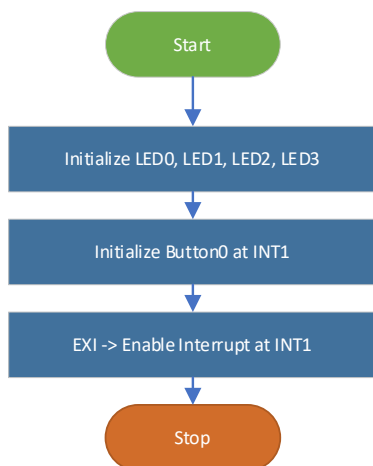 Start
Initialize LED0, LED1, LED2, LED3
Initialize Button0 at INT1
EXI -> Enable Interrupt at INT1
Stop